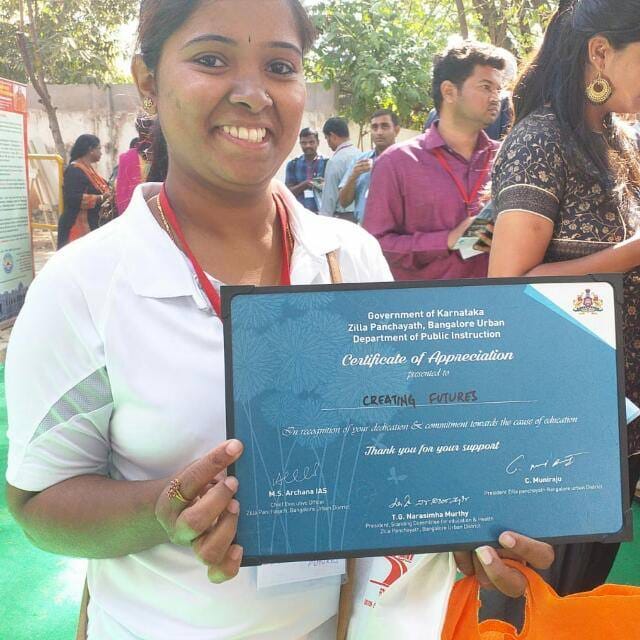 Government of Karnataka
Zilla Panchayath, Bangalore Urban
Department of Public Instruction
Certificate of Appreciation
presented to
CREATING FUTURES
In recognition of your dedication & commitment towards the cause of education
Thank you for your support
M.S. Archana IAS
Chief Executive Officer
Zilla Panchayath, Bangalore Urban District
C. Muniraju
President Zilla panchayath Bangalore urban District
T.G. Narasimha Murthy
President, Standing Committee for education & Health
Zilla Panchayath, Bangalore Urban District
FUTURES